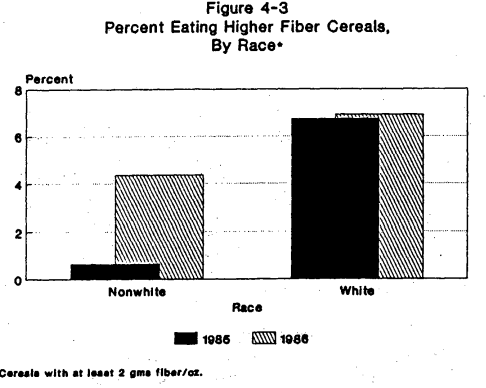 Figure 4-3
Percent Eating Higher Fiber Cereals,
By Race*
Percent
8
6
4
2
0
Nonwhite White
Race
1985 1986
Cereals with at least 2 gms fiber/oz.